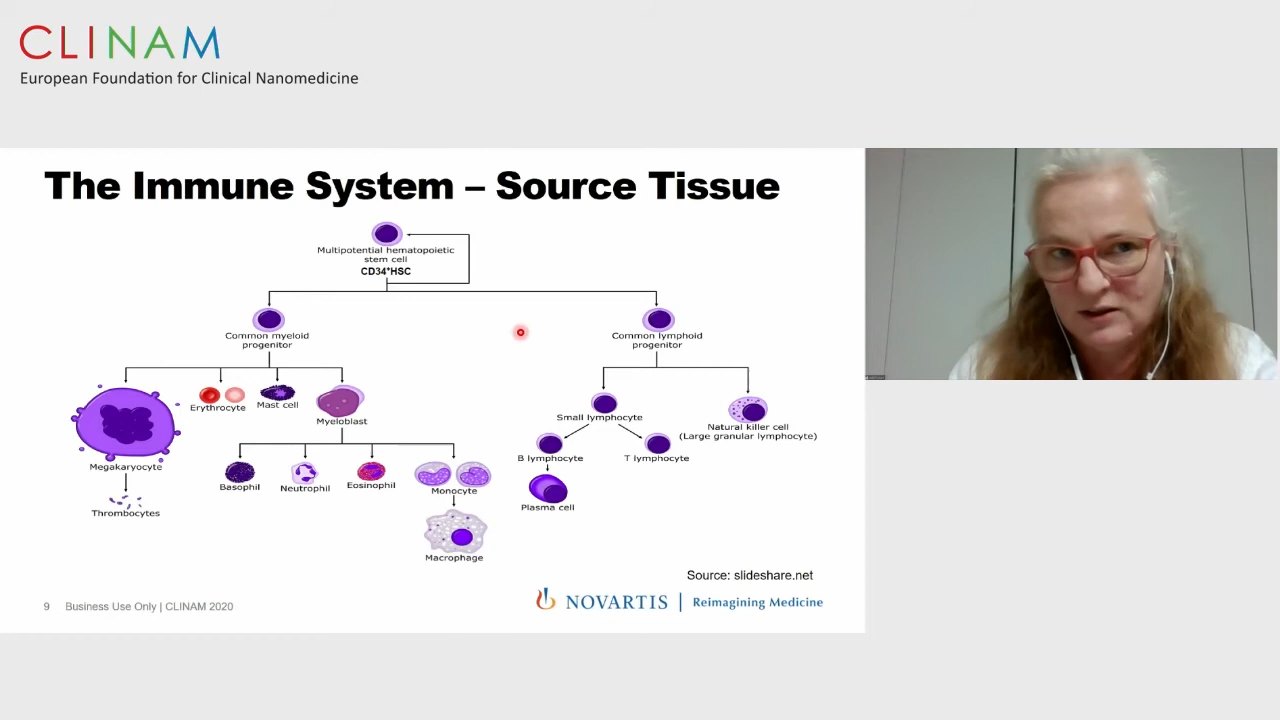 CLINAM
European Foundation for Clinical Nanomedicine
The Immune System – Source Tissue
Multipotential hematopoietic
stem cell
CD34+HSC
Common myeloid
progenitor
Common lymphoid
progenitor
Erythrocyte
Mast cell
Myeloblast
Small lymphocyte
Natural killer cell
(Large granular lymphocyte)
Megakaryocyte
Basophil
Neutrophil
Eosinophil
Monocyte
B lymphocyte
T lymphocyte
Thrombocytes
Plasma cell
Macrophage
Source: slideshare.net
9 Business Use Only | CLINAM 2020
NOVARTIS | Reimagining Medicine